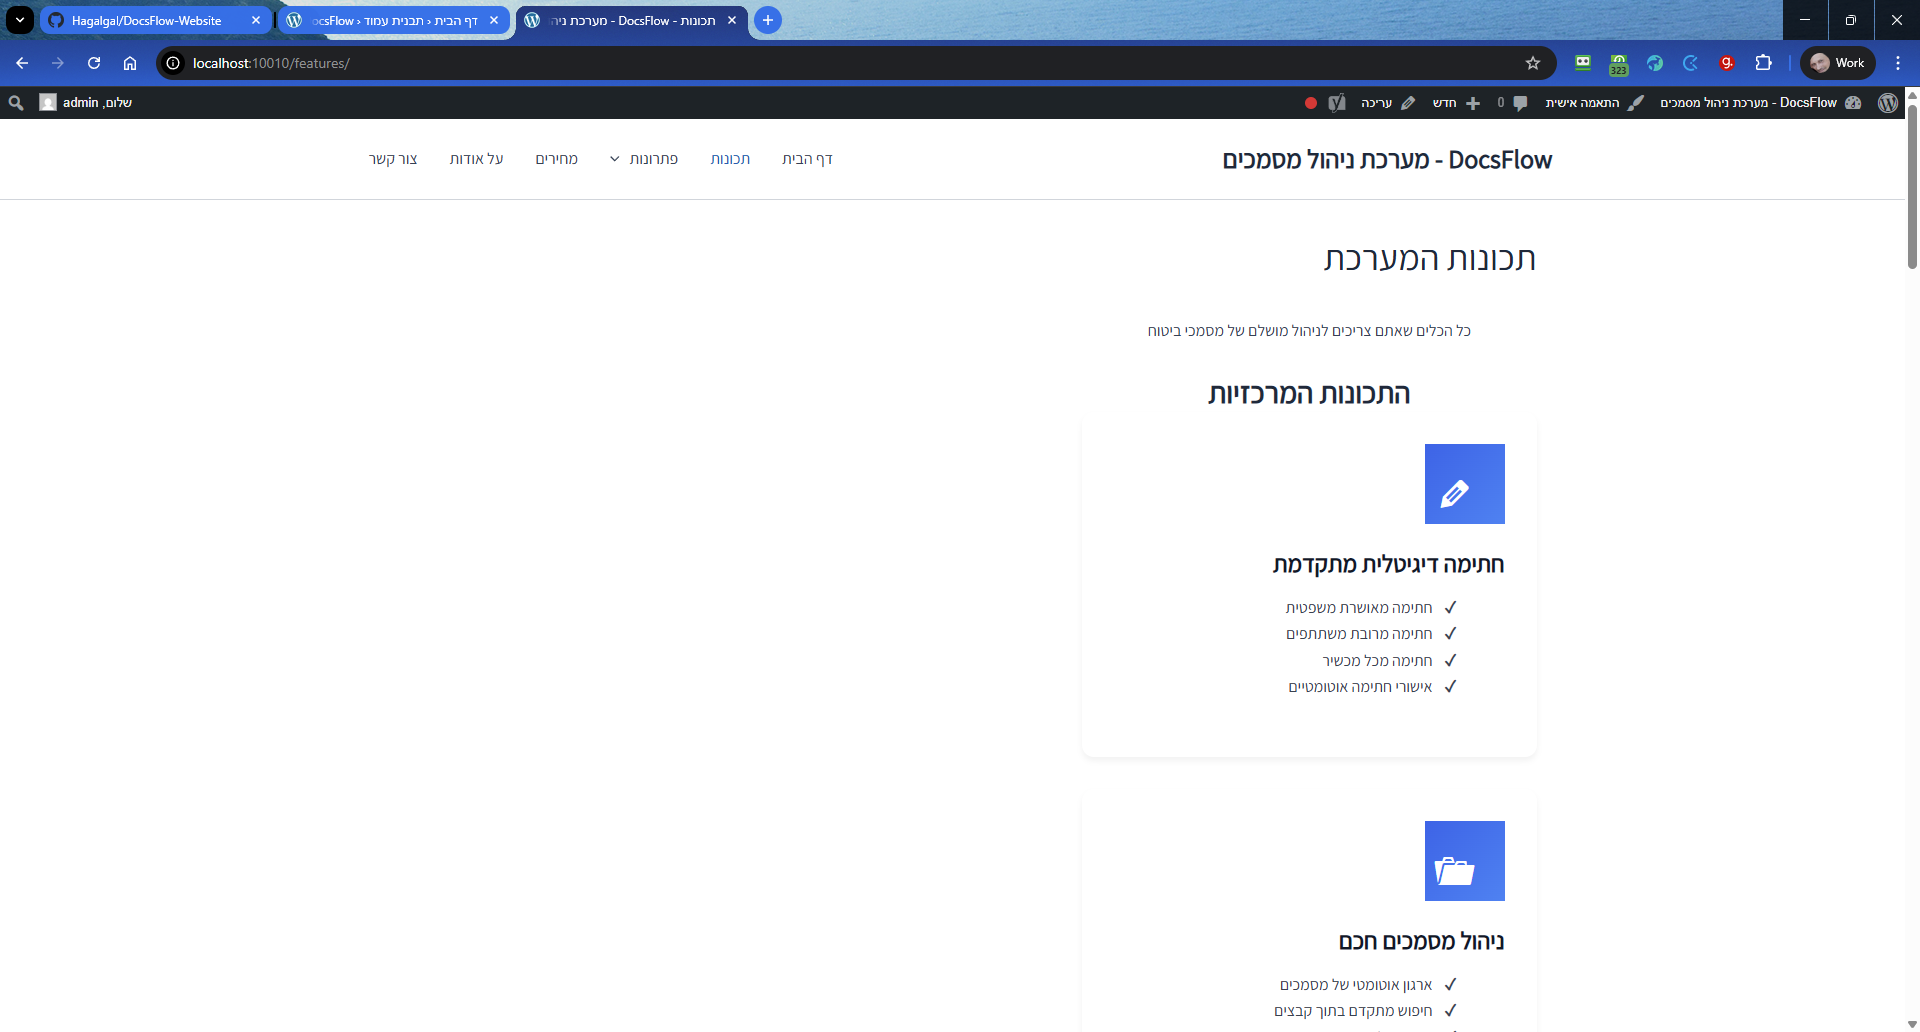 Hagalgal/DocsFlow-Website
דף הבית ‹ תבנית עמוד ‹ ocsFlow
תכונות - DocsFlow - מערכת ניה
localhost:10010/features/
323
g.
Work
DocsFlow - מערכת ניהול מסמכים
התאמה אישית
0
חדש
עריכה
שלום, admin
DocsFlow - מערכת ניהול מסמכים
דף הבית
תכונות
פתרונות
מחירים
על אודות
צור קשר
תכונות המערכת
כל הכלים שאתם צריכים לניהול מושלם של מסמכי ביטוח
התכונות המרכזיות
חתימה דיגיטלית מתקדמת
✓ חתימה מאושרת משפטית
✓ חתימה מרובת משתתפים
✓ חתימה מכל מכשיר
✓ אישורי חתימה אוטומטיים
ניהול מסמכים חכם
✓ ארגון אוטומטי של מסמכים
✓ חיפוש מתקדם בתוך קבצים